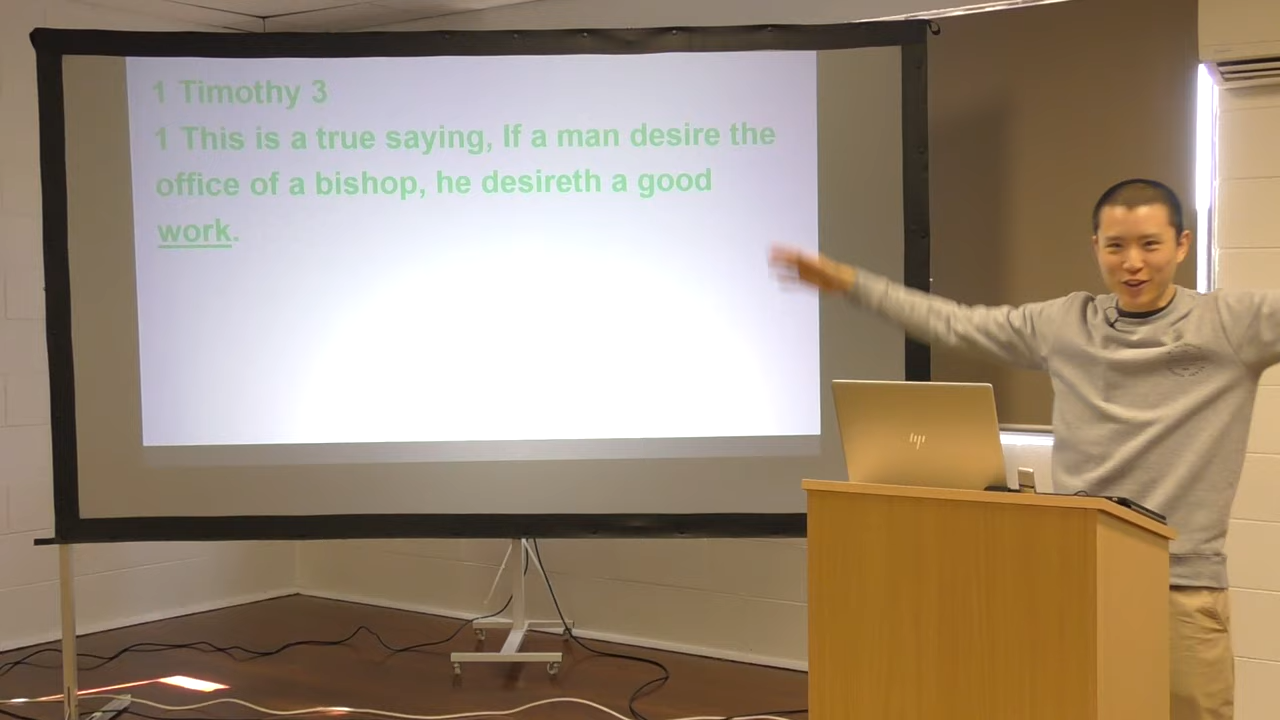 1 Timothy 3
1 This is a true saying, If a man desire the
office of a bishop, he desireth a good
work.
hp